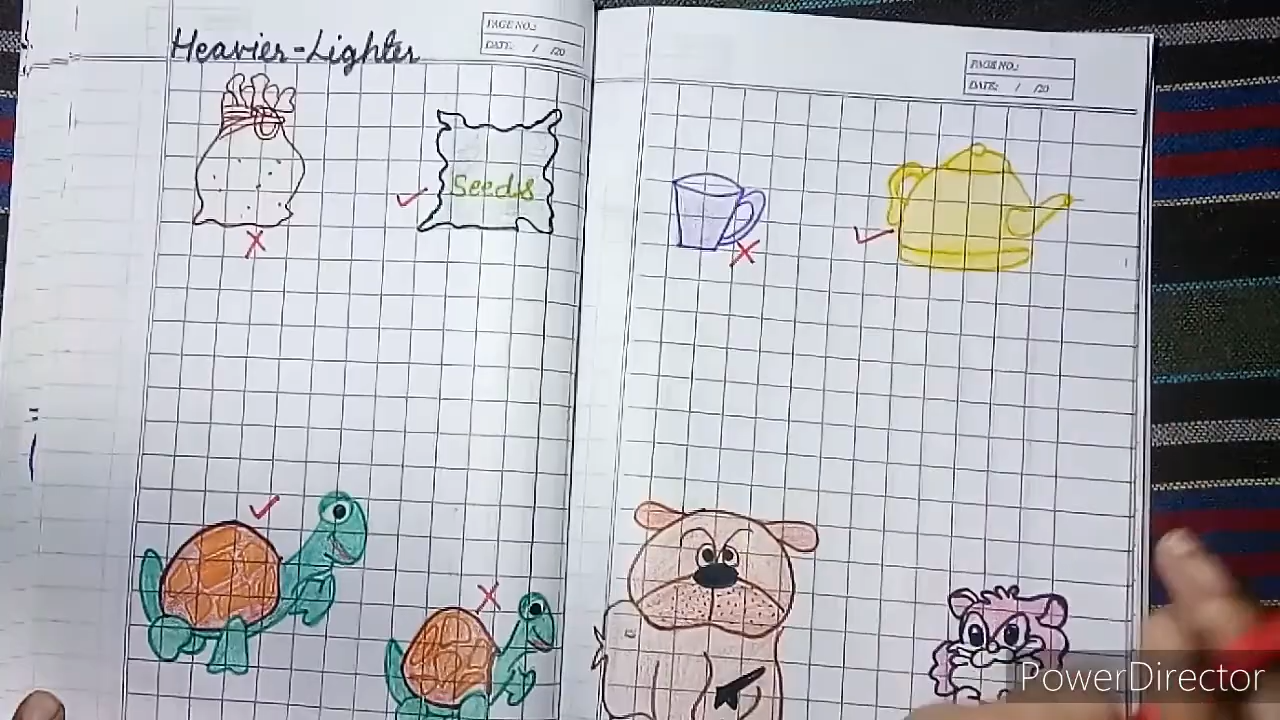 Heavier-Lighter
PAGE NO.:
DATE: / /20
Seeds
PAGE NO.:
DATE: / /20
PowerDirector